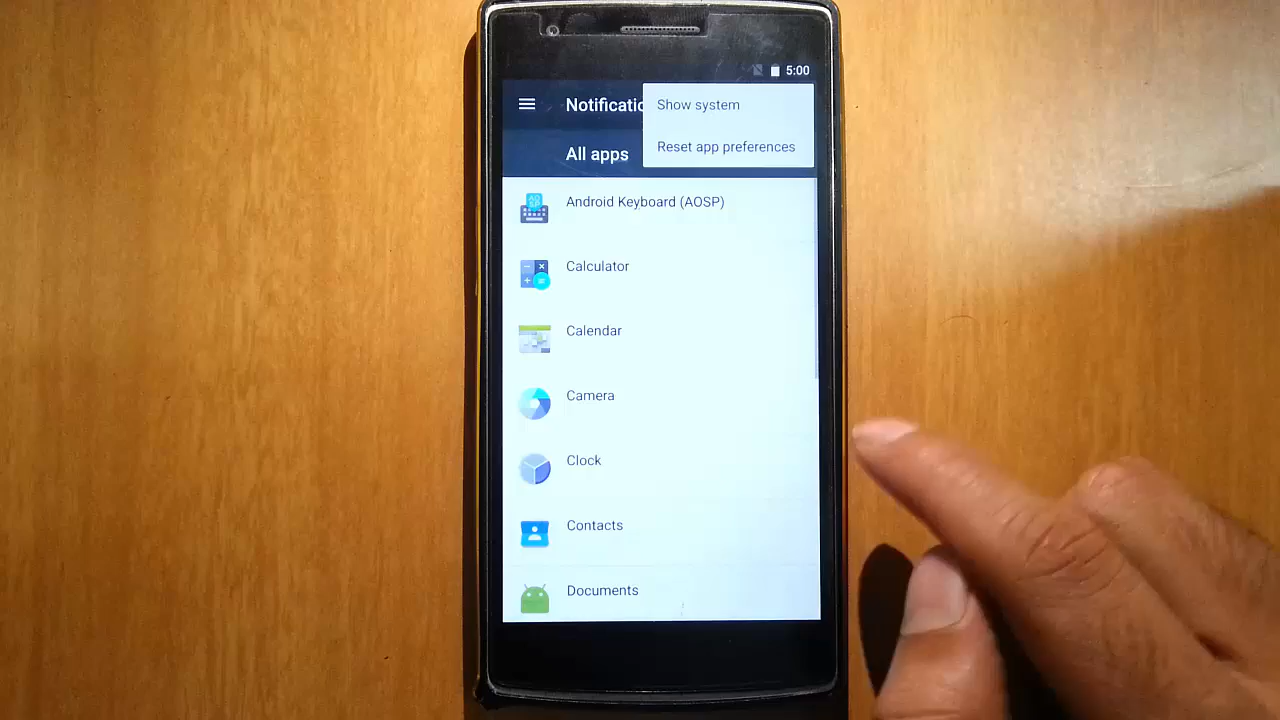 5:00
Notificatio
Show system
All apps
Reset app preferences
Android Keyboard (AOSP)
Calculator
Calendar
Camera
Clock
Contacts
Documents